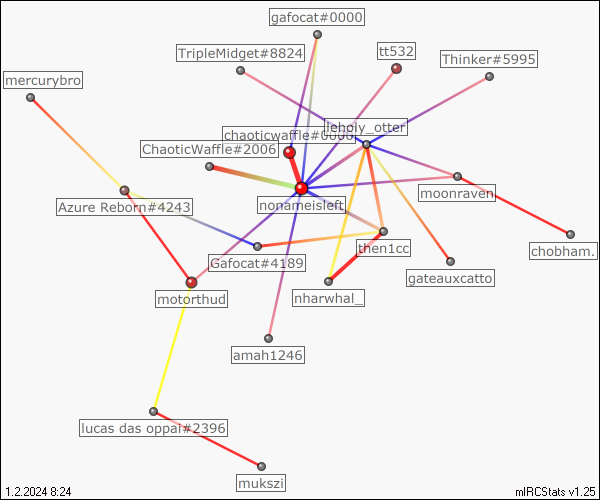 gafocat#0000
TripleMidget#8824
tt532
Thinker#5995
mercurybro
leholy_otter
chaoticwaffle#0000
ChaoticWaffle#2006
moonraven
nonameisleft
Azure Reborn#4243
then1cc
chobham.
Gafocat#4189
gateauxcatto
motorthud
nharwhal_
amah1246
lucas das oppai#2396
mukszi
1.2.2024 8:24
mIRCStats v1.25